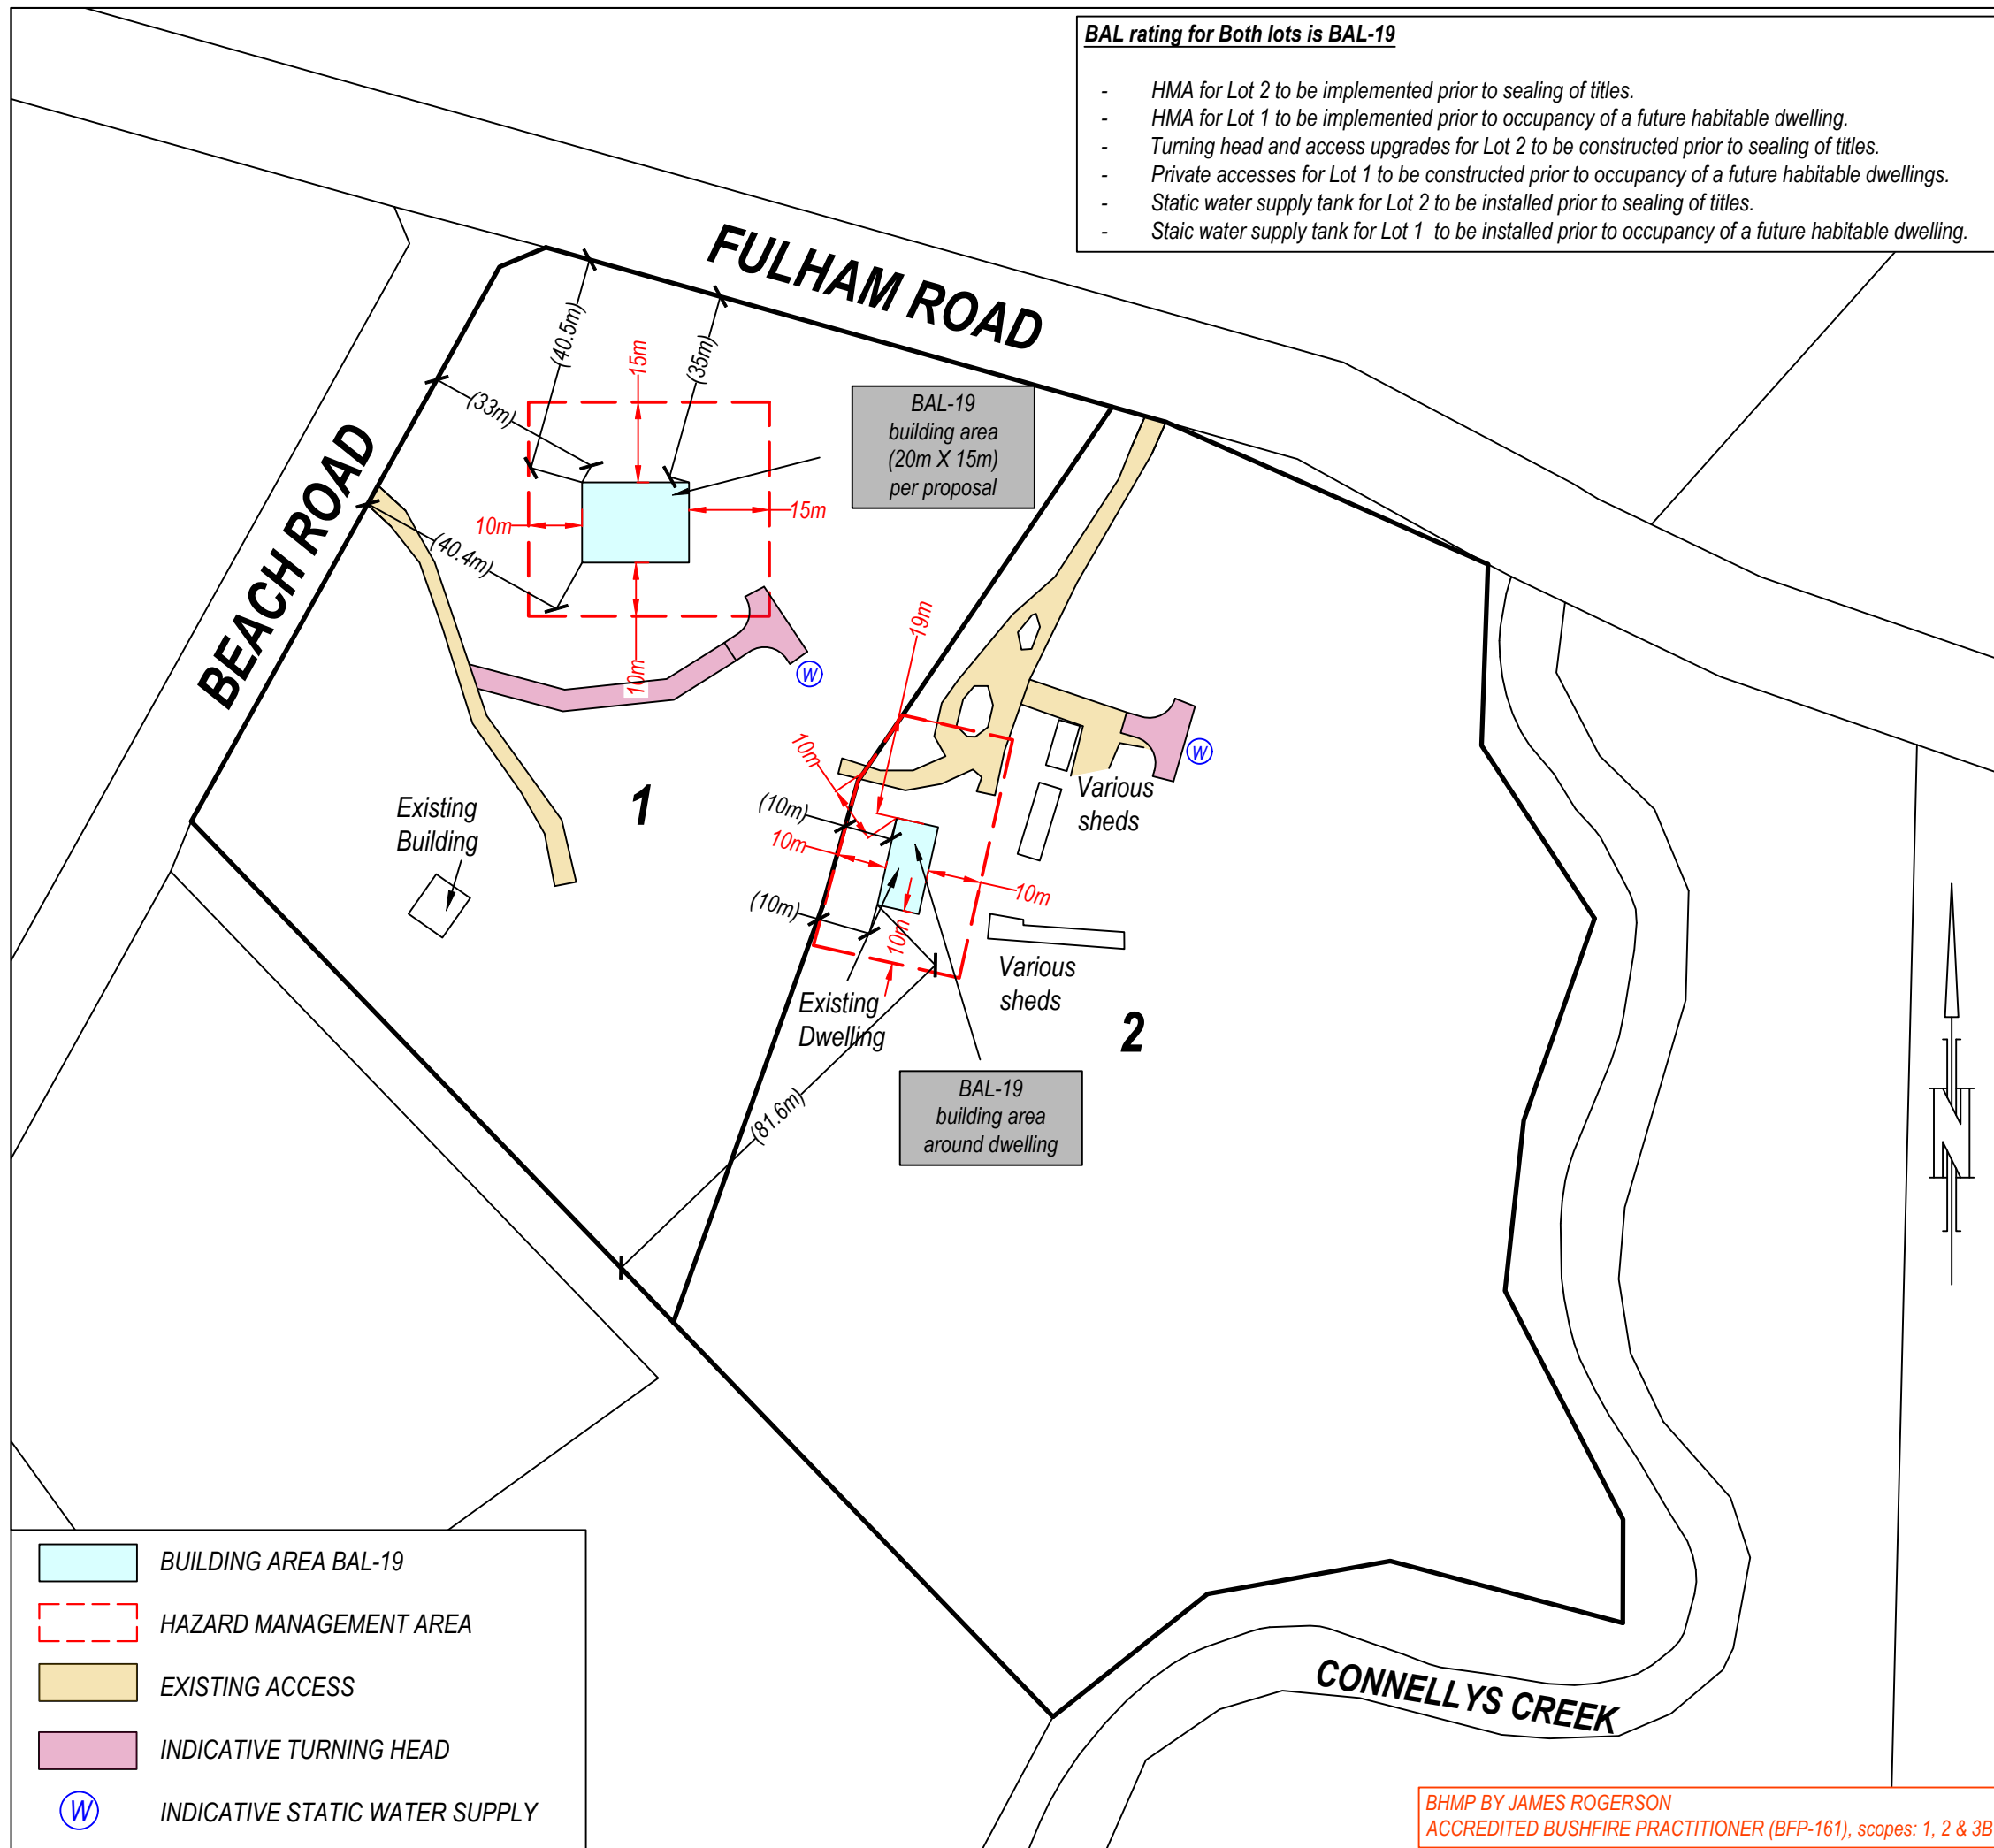 BAL rating for Both lots is BAL-19
- HMA for Lot 2 to be implemented prior to sealing of titles.
- HMA for Lot 1 to be implemented prior to occupancy of a future habitable dwelling.
- Turning head and access upgrades for Lot 2 to be constructed prior to sealing of titles.
- Private accesses for Lot 1 to be constructed prior to occupancy of a future habitable dwellings.
- Static water supply tank for Lot 2 to be installed prior to sealing of titles.
- Staic water supply tank for Lot 1 to be installed prior to occupancy of a future habitable dwelling.
FULHAM ROAD
BEACH ROAD
(40.5m)
15m
(35m)
(33m)
BAL-19
building area
(20m X 15m)
per proposal
10m
15m
(40.4m)
10m
W
19m
10m
W
Various
sheds
(10m)
10m
Existing
Building
1
10m
(10m)
10m
Various
sheds
Existing
Dwelling
2
BAL-19
building area
around dwelling
(81.6m)
N
CONNELLYS CREEK
BUILDING AREA BAL-19
HAZARD MANAGEMENT AREA
EXISTING ACCESS
INDICATIVE TURNING HEAD
W INDICATIVE STATIC WATER SUPPLY
BHMP BY JAMES ROGERSON
ACCREDITED BUSHFIRE PRACTITIONER (BFP-161), scopes: 1, 2 & 3B